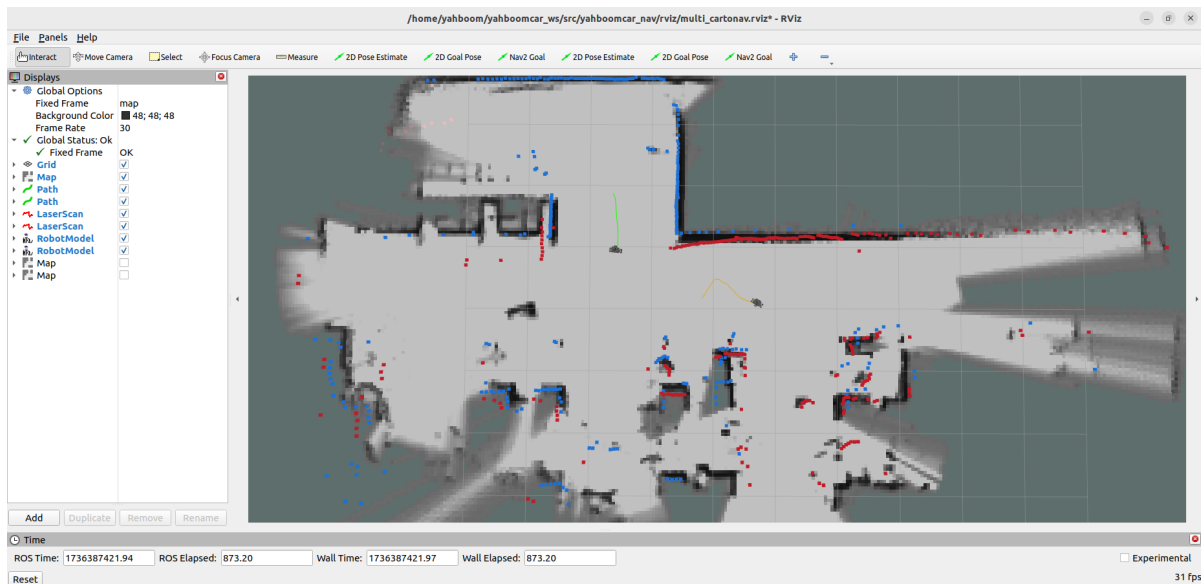 /home/yahboom/yahboomcar_ws/src/yahboomcar_nav/rviz/multi_cartonav.rviz* - RViz
File Panels Help
Interact Move Camera Select Focus Camera Measure 2D Pose Estimate 2D Goal Pose Nav2 Goal 2D Pose Estimate 2D Goal Pose Nav2 Goal
Displays
Global Options
Fixed Frame map
Background Color 48; 48; 48
Frame Rate 30
Global Status: Ok
Fixed Frame OK
Grid
Map
Path
Path
LaserScan
LaserScan
RobotModel
RobotModel
Map
Map
Add Duplicate Remove Rename
Time
ROS Time: 1736387421.94 ROS Elapsed: 873.20 Wall Time: 1736387421.97 Wall Elapsed: 873.20 Experimental
Reset 31 fps